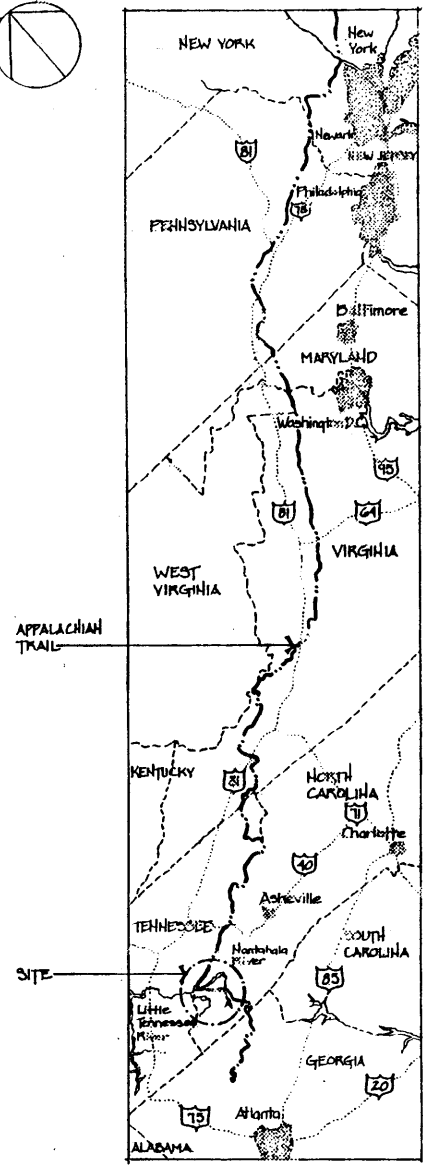 NEW YORK
New
York
Newark
81
NEW JERSEY
Philadelphia
78
PENNSYLVANIA
Baltimore
MARYLAND
Washington D.C.
95
81
64
VIRGINIA
WEST
VIRGINIA
APPALACHIAN
TRAIL
KENTUCKY
81
NORTH
CAROLINA
71
Charlotte
40
Asheville
TENNESSEE
Nantahala
River
SOUTH
CAROLINA
SITE
85
Little
Tennessee
River
GEORGIA
20
75
Atlanta
ALABAMA